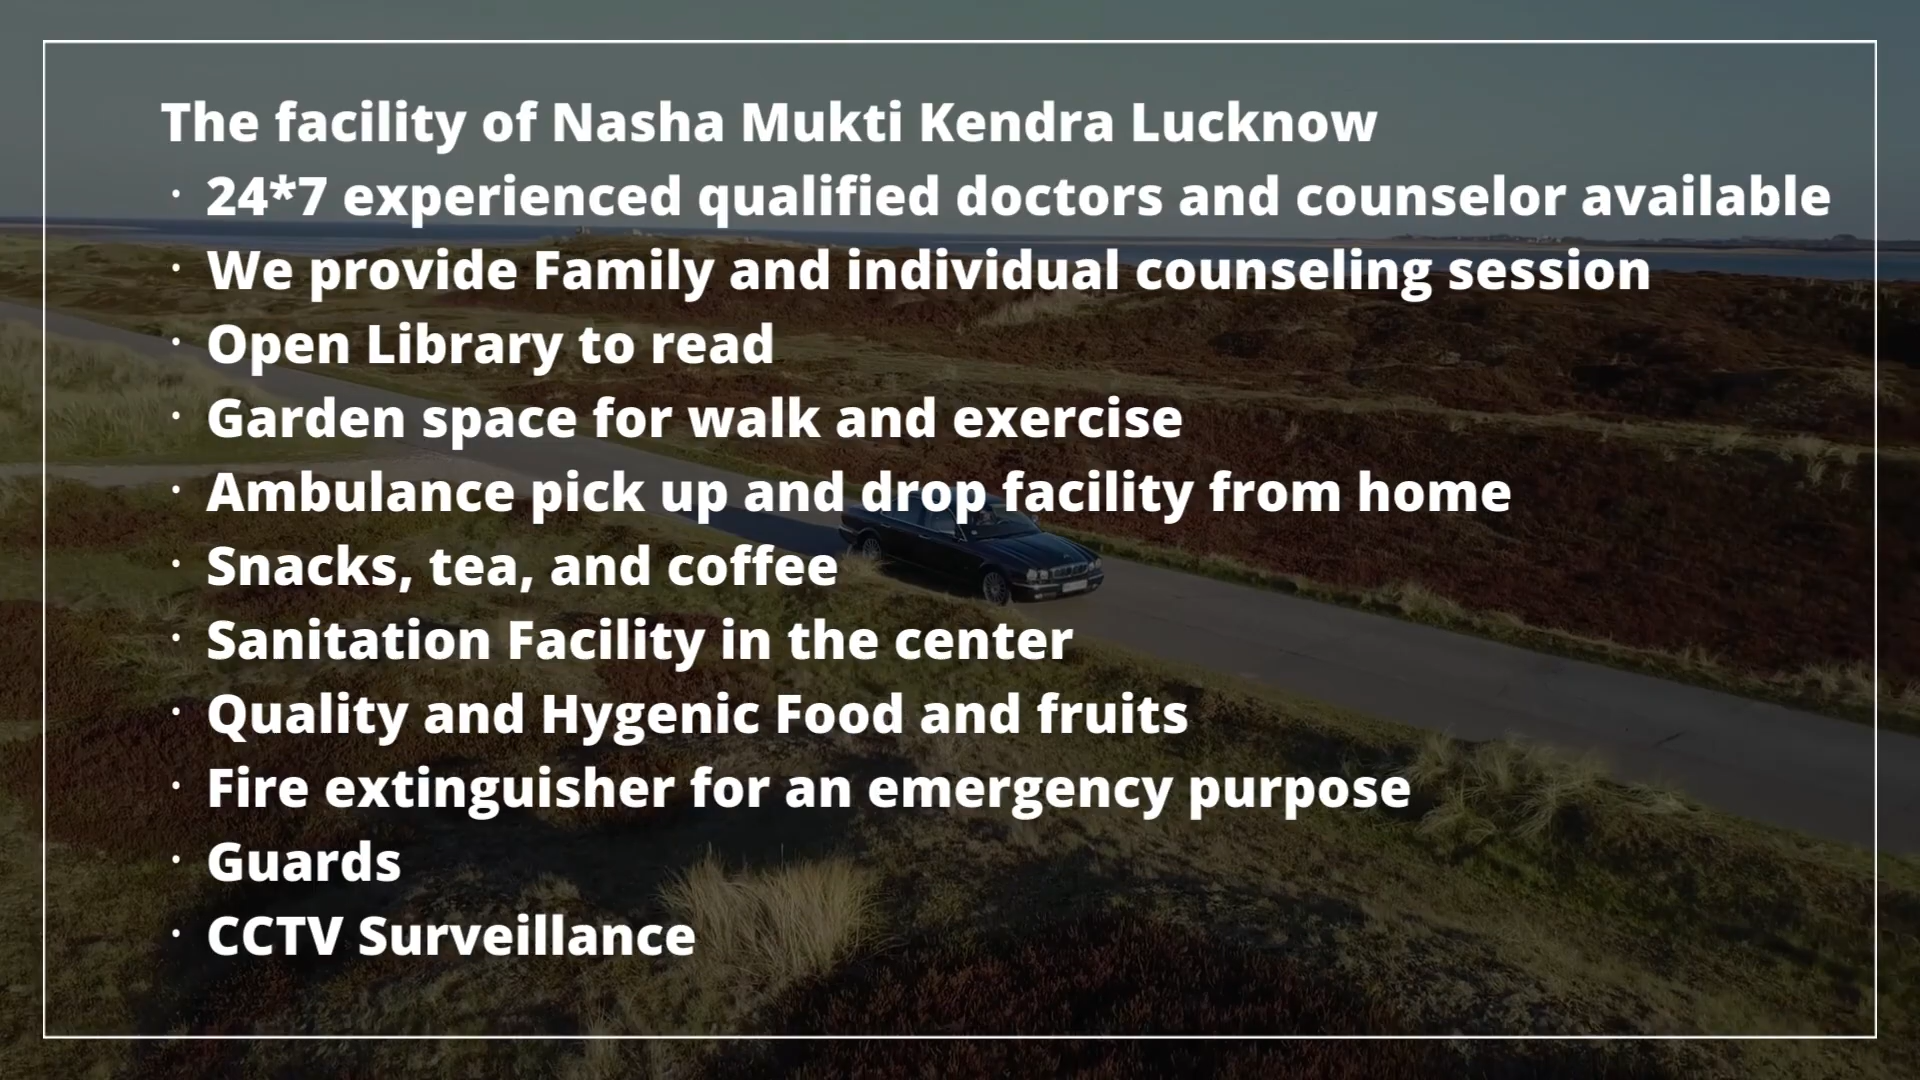 The facility of Nasha Mukti Kendra Lucknow
· 24*7 experienced qualified doctors and counselor available
· We provide Family and individual counseling session
· Open Library to read
· Garden space for walk and exercise
· Ambulance pick up and drop facility from home
· Snacks, tea, and coffee
· Sanitation Facility in the center
· Quality and Hygenic Food and fruits
· Fire extinguisher for an emergency purpose
· Guards
· CCTV Surveillance